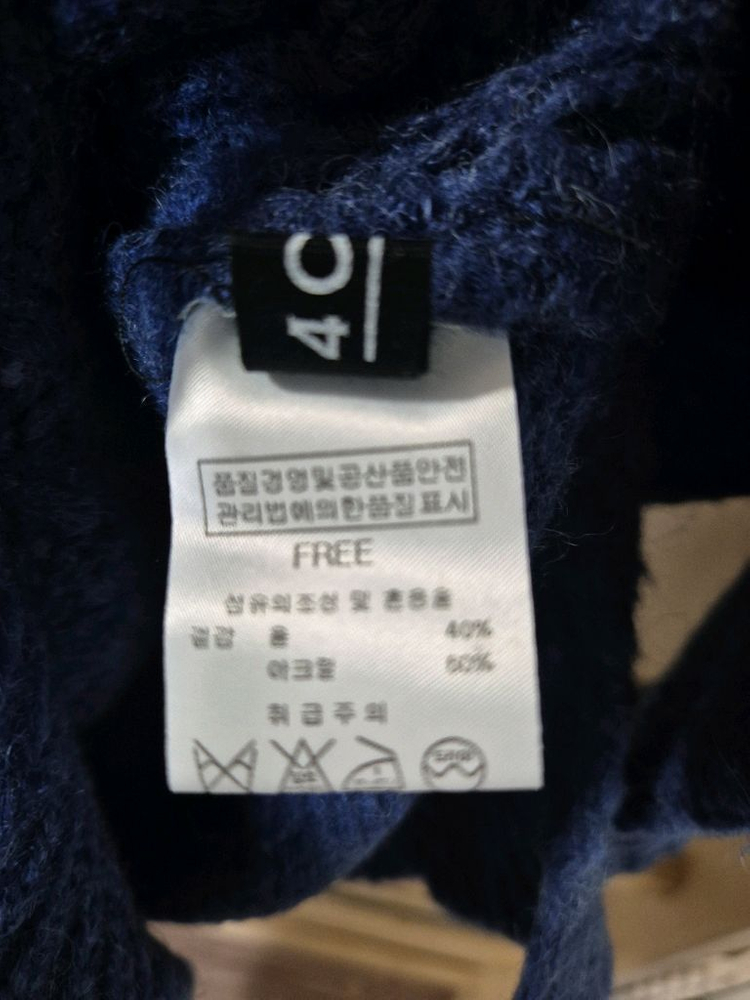 4 C
품질경영및공산품안전
관리법에의한품질표시
FREE
섬유의조성 및 혼용율
겉감 울 40%
아크릴 60%
취급주의